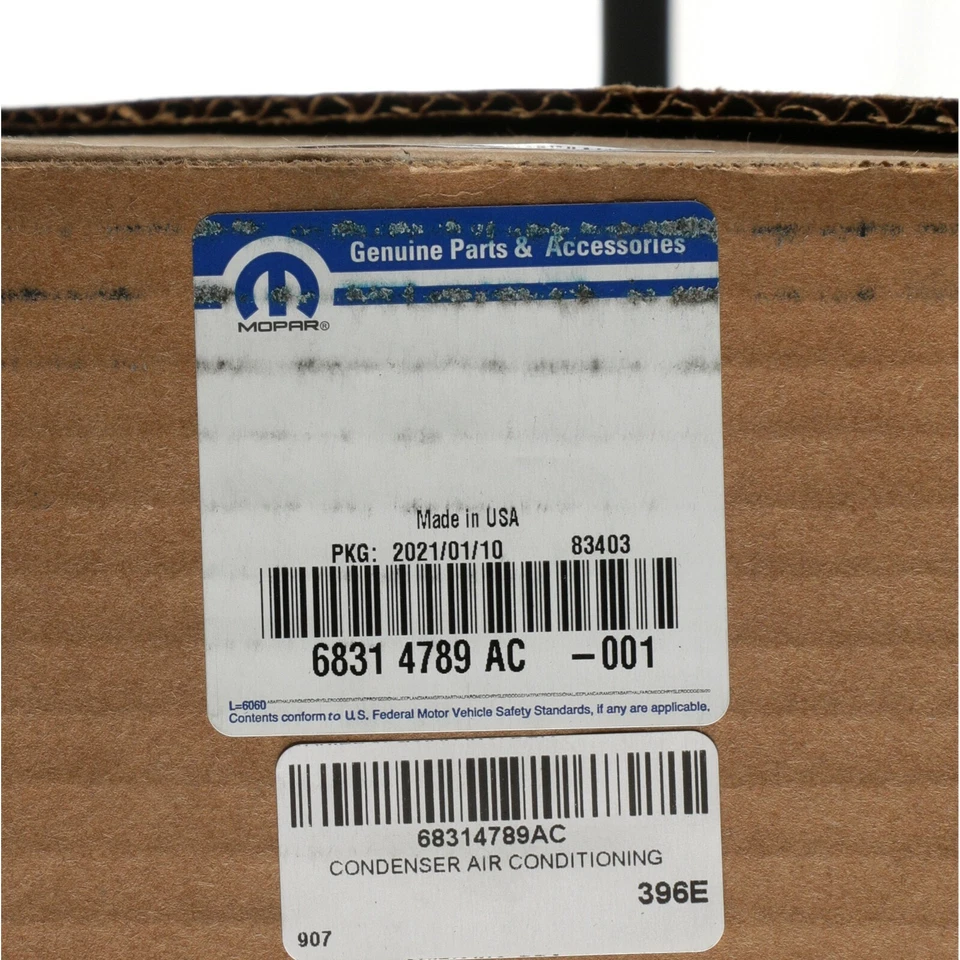 Genuine Parts & Accessories
MOPAR®
Made in USA
PKG: 2021/01/10 83403
6831 4789 AC -001
L=6060
Contents conform to U.S. Federal Motor Vehicle Safety Standards, if any are applicable.
68314789AC
CONDENSER AIR CONDITIONING
396E
907